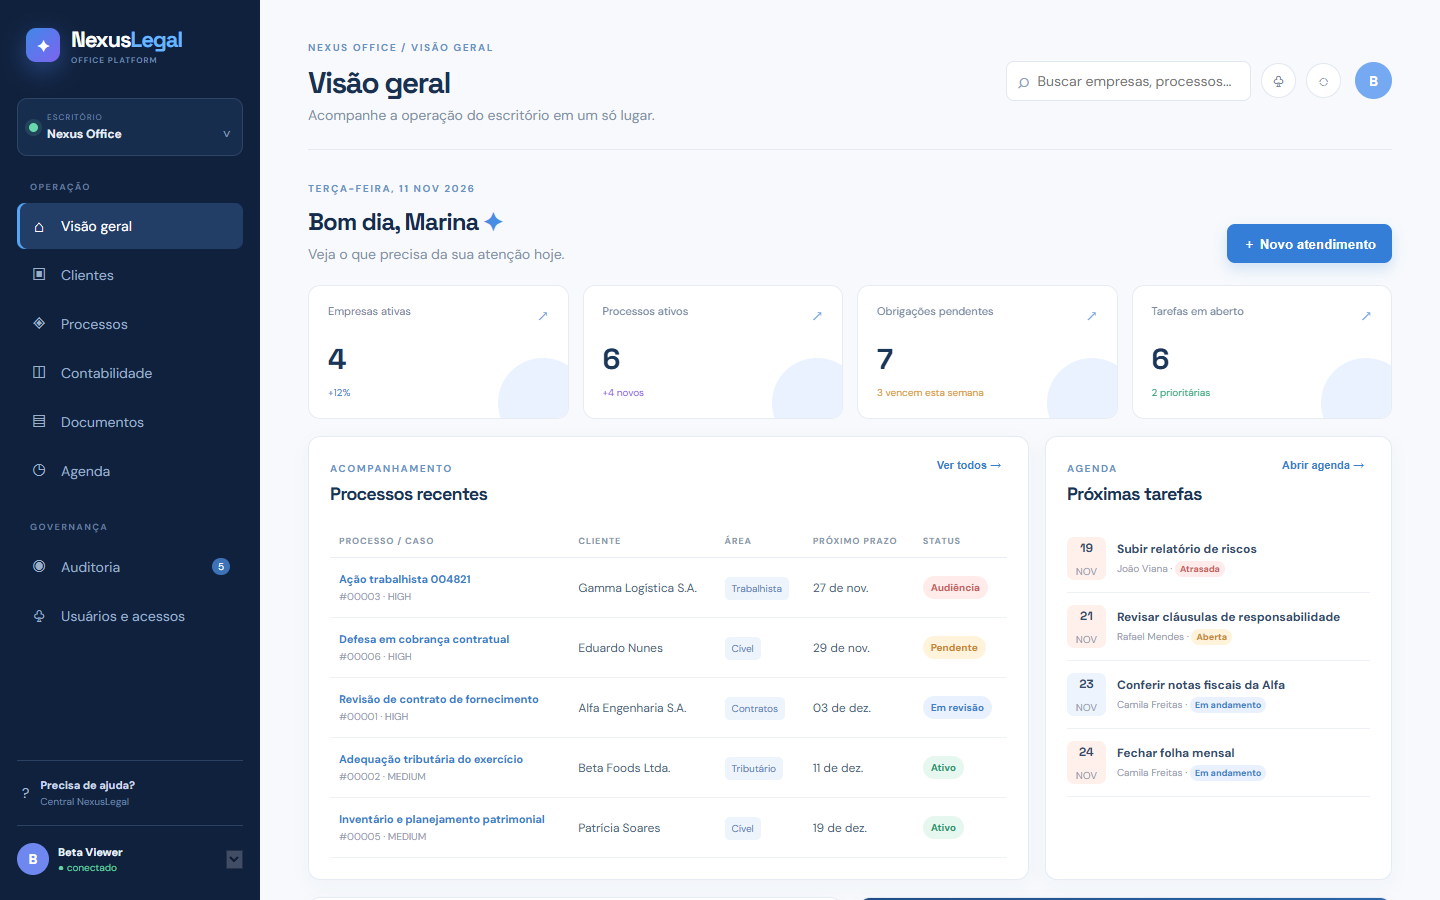 NexusLegal
OFFICE PLATFORM
ESCRITÓRIO
Nexus Office
OPERAÇÃO
Visão geral
Clientes
Processos
Contabilidade
Documentos
Agenda
GOVERNANÇA
Auditoria 5
Usuários e acessos
? Precisa de ajuda?
Central NexusLegal
B Beta Viewer
● conectado
NEXUS OFFICE / VISÃO GERAL
Visão geral
Acompanhe a operação do escritório em um só lugar.
Buscar empresas, processos...
B
TERÇA-FEIRA, 11 NOV 2026
Bom dia, Marina ✦
Veja o que precisa da sua atenção hoje.
+ Novo atendimento
Empresas ativas ↗
4
+12%
Processos ativos ↗
6
+4 novos
Obrigações pendentes ↗
7
3 vencem esta semana
Tarefas em aberto ↗
6
2 prioritárias
ACOMPANHAMENTO
Ver todos →
Processos recentes
PROCESSO / CASO CLIENTE ÁREA PRÓXIMO PRAZO STATUS
Ação trabalhista 004821
#00003 · HIGH
Gamma Logística S.A. Trabalhista 27 de nov. Audiência
Defesa em cobrança contratual
#00006 · HIGH
Eduardo Nunes Cível 29 de nov. Pendente
Revisão de contrato de fornecimento
#00001 · HIGH
Alfa Engenharia S.A. Contratos 03 de dez. Em revisão
Adequação tributária do exercício
#00002 · MEDIUM
Beta Foods Ltda. Tributário 11 de dez. Ativo
Inventário e planejamento patrimonial
#00005 · MEDIUM
Patricia Soares Cível 19 de dez. Ativo
AGENDA
Abrir agenda →
Próximas tarefas
19 NOV
Subir relatório de riscos
João Viana · Atrasada
21 NOV
Revisar cláusulas de responsabilidade
Rafael Mendes · Aberta
23 NOV
Conferir notas fiscais da Alfa
Camila Freitas · Em andamento
24 NOV
Fechar folha mensal
Camila Freitas · Em andamento